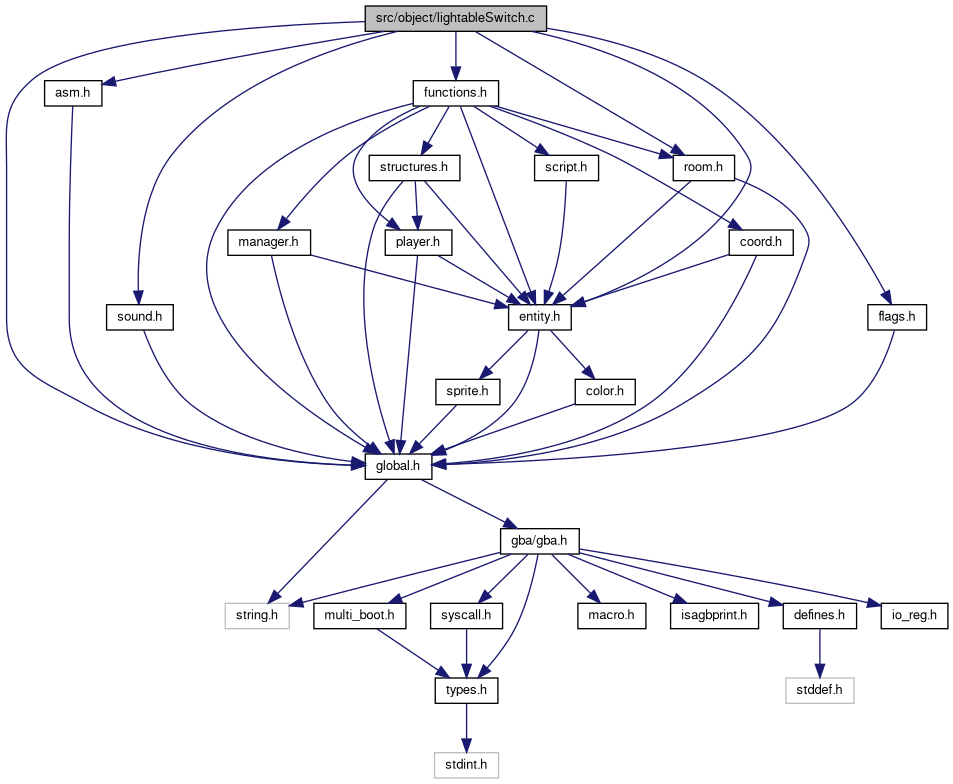 src/object/lightableSwitch.c
asm.h
functions.h
structures.h
script.h
room.h
manager.h
player.h
coord.h
sound.h
entity.h
flags.h
sprite.h
color.h
global.h
gba/gba.h
string.h
multi_boot.h
syscall.h
macro.h
isagbprint.h
defines.h
io_reg.h
types.h
stddef.h
stdint.h